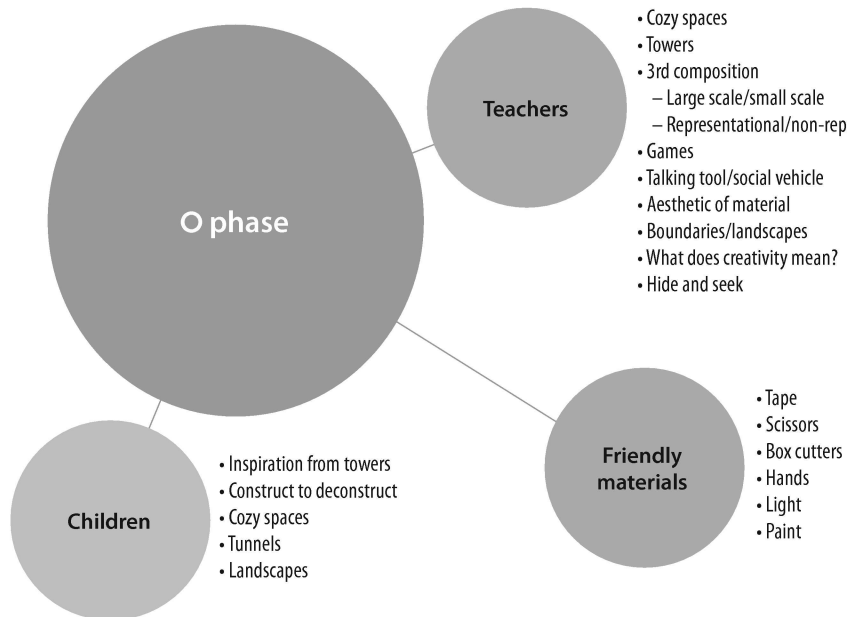 O phase
Teachers
• Cozy spaces
• Towers
• 3rd composition
– Large scale/small scale
– Representational/non-rep
• Games
• Talking tool/social vehicle
• Aesthetic of material
• Boundaries/landscapes
• What does creativity mean?
• Hide and seek
Friendly
materials
• Tape
• Scissors
• Box cutters
• Hands
• Light
• Paint
Children
• Inspiration from towers
• Construct to deconstruct
• Cozy spaces
• Tunnels
• Landscapes